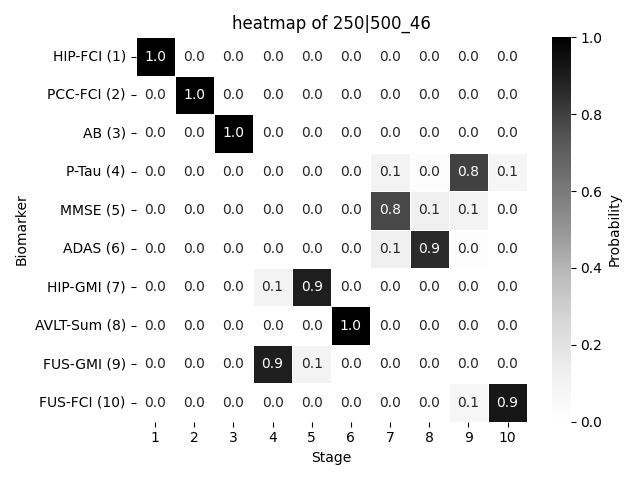 heatmap of 250|500_46
HIP-FCI (1) 1.0 0.0 0.0 0.0 0.0 0.0 0.0 0.0 0.0 0.0
PCC-FCI (2) 0.0 1.0 0.0 0.0 0.0 0.0 0.0 0.0 0.0 0.0
AB (3) 0.0 0.0 1.0 0.0 0.0 0.0 0.0 0.0 0.0 0.0
P-Tau (4) 0.0 0.0 0.0 0.0 0.0 0.0 0.1 0.0 0.8 0.1
MMSE (5) 0.0 0.0 0.0 0.0 0.0 0.0 0.8 0.1 0.1 0.0
ADAS (6) 0.0 0.0 0.0 0.0 0.0 0.0 0.1 0.9 0.0 0.0
HIP-GMI (7) 0.0 0.0 0.0 0.1 0.9 0.0 0.0 0.0 0.0 0.0
AVLT-Sum (8) 0.0 0.0 0.0 0.0 0.0 1.0 0.0 0.0 0.0 0.0
FUS-GMI (9) 0.0 0.0 0.0 0.9 0.1 0.0 0.0 0.0 0.0 0.0
FUS-FCI (10) 0.0 0.0 0.0 0.0 0.0 0.0 0.0 0.0 0.1 0.9
1 2 3 4 5 6 7 8 9 10
Stage
Biomarker
1.0
0.8
0.6
0.4
0.2
0.0
Probability